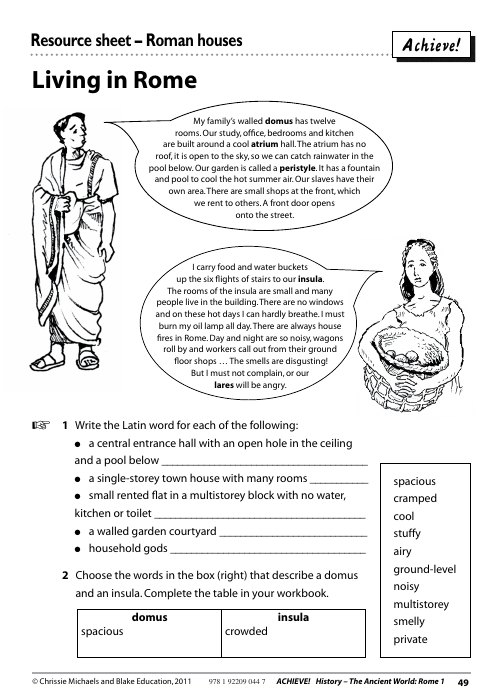 Resource sheet – Roman houses
Achieve!
Living in Rome
My family's walled domus has twelve
rooms. Our study, office, bedrooms and kitchen
are built around a cool atrium hall. The atrium has no
roof, it is open to the sky, so we can catch rainwater in the
pool below. Our garden is called a peristyle. It has a fountain
and pool to cool the hot summer air. Our slaves have their
own area. There are small shops at the front, which
we rent to others. A front door opens
onto the street.
I carry food and water buckets
up the six flights of stairs to our insula.
The rooms of the insula are small and many
people live in the building. There are no windows
and on these hot days I can hardly breathe. I must
burn my oil lamp all day. There are always house
fires in Rome. Day and night are so noisy, wagons
roll by and workers call out from their ground
floor shops … The smells are disgusting!
But I must not complain, or our
lares will be angry.
1 Write the Latin word for each of the following:
• a central entrance hall with an open hole in the ceiling
and a pool below ____
• a single-storey town house with many rooms ____
• small rented flat in a multistorey block with no water,
kitchen or toilet ____
• a walled garden courtyard ____
• household gods ____
2 Choose the words in the box (right) that describe a domus
and an insula. Complete the table in your workbook.
domus insula
spacious crowded
spacious
cramped
cool
stuffy
airy
ground-level
noisy
multistorey
smelly
private
© Chrissie Michaels and Blake Education, 2011 978 1 92209 044 7 ACHIEVE! History – The Ancient World: Rome 1 49